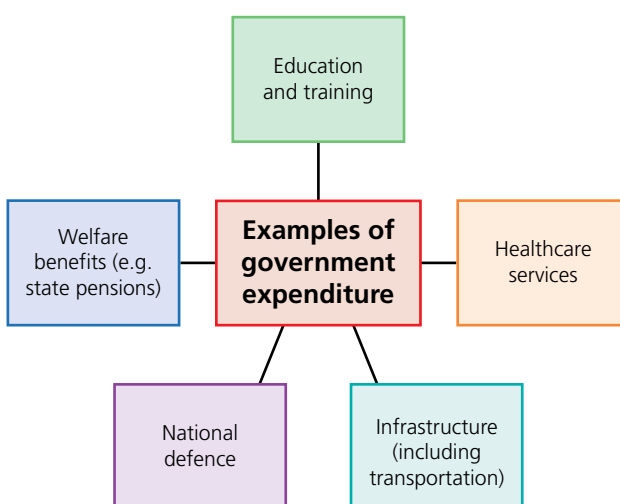 Education
and training
Welfare
benefits (e.g.
state pensions)
Examples of
government
expenditure
Healthcare
services
National
defence
Infrastructure
(including
transportation)